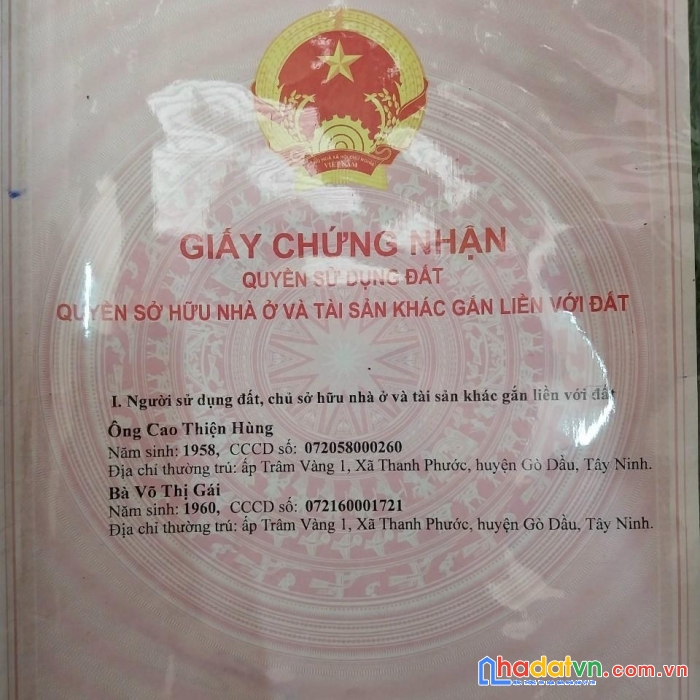 VIỆT NAM
GIẤY CHỨNG NHẬN
QUYỀN SỬ DỤNG ĐẤT
QUYỀN SỞ HỮU NHÀ Ở VÀ TÀI SẢN KHÁC GẮN LIỀN VỚI ĐẤT
I. Người sử dụng đất, chủ sở hữu nhà ở và tài sản khác gắn liền với đất
Ông Cao Thiện Hùng
Năm sinh: 1958, CCCD số: 072058000260
Địa chỉ thường trú: ấp Trâm Vàng 1, Xã Thanh Phước, huyện Gò Dầu, Tây Ninh.
Bà Võ Thị Gái
Năm sinh: 1960, CCCD số: 072160001721
Địa chỉ thường trú: ấp Trâm Vàng 1, Xã Thanh Phước, huyện Gò Dầu, Tây Ninh.
nhadatvn.com.vn